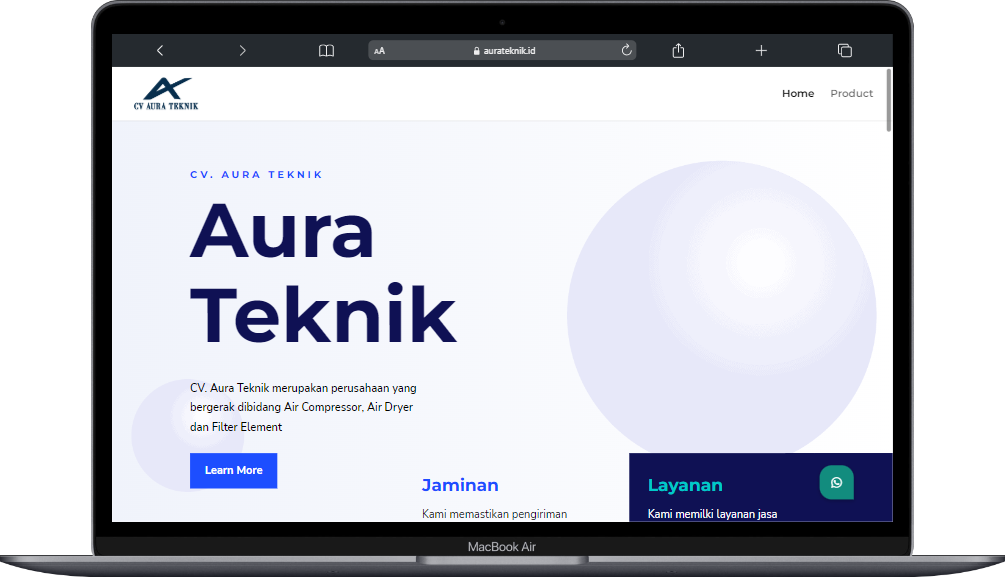 AA
aurateknik.id
CV AURA TEKNIK
Home
Product
CV. AURA TEKNIK
Aura
Teknik
CV. Aura Teknik merupakan perusahaan yang
bergerak dibidang Air Compressor, Air Dryer
dan Filter Element
Learn More
Jaminan
Kami memastikan pengiriman
Layanan
Kami memilki layanan jasa
MacBook Air